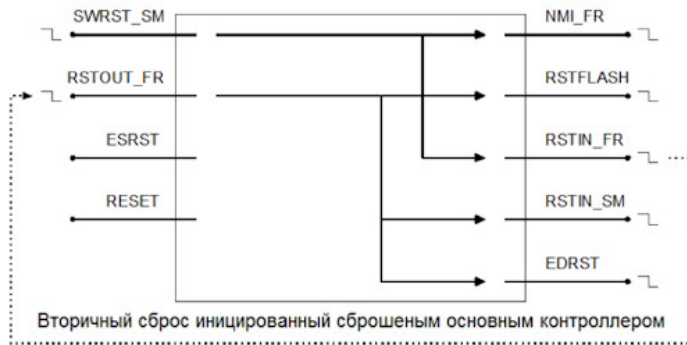 SWRST_SM
NMI_FR
RSTOUT_FR
RSTFLASH
ESRST
RSTIN_FR
RESET
RSTIN_SM
EDRST
Вторичный сброс инициированный сброшеным основным контроллером